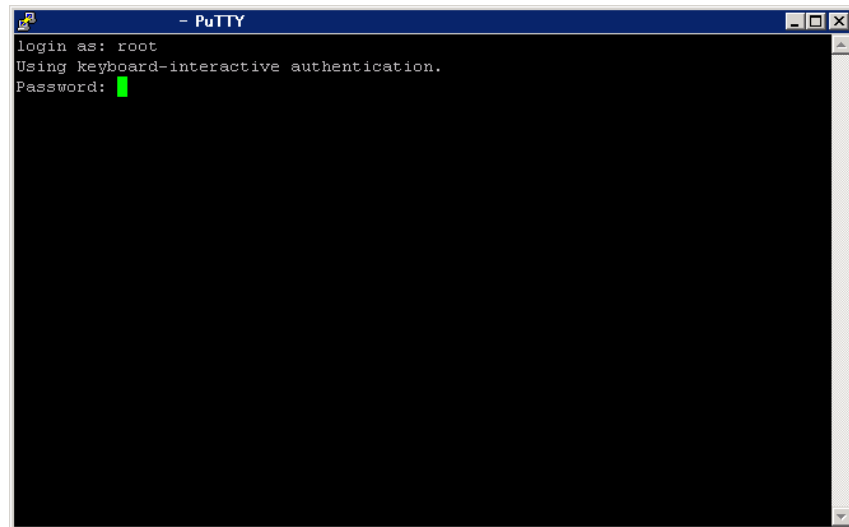 - PuTTY
login as: root
Using keyboard-interactive authentication.
Password: